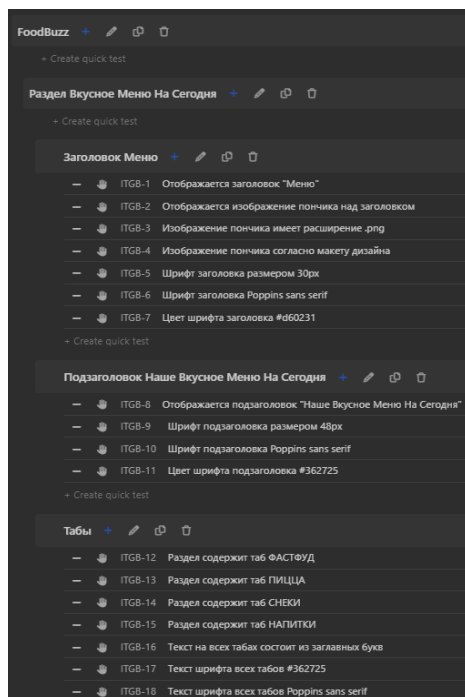 FoodBuzz
+ Create quick test
Раздел Вкусное Меню На Сегодня
+ Create quick test
Заголовок Меню
ITGB-1 Отображается заголовок "Меню"
ITGB-2 Отображается изображение пончика над заголовком
ITGB-3 Изображение пончика имеет расширение .png
ITGB-4 Изображение пончика согласно макету дизайна
ITGB-5 Шрифт заголовка размером 30px
ITGB-6 Шрифт заголовка Poppins sans serif
ITGB-7 Цвет шрифта заголовка #d60231
+ Create quick test
Подзаголовок Наше Вкусное Меню На Сегодня
ITGB-8 Отображается подзаголовок "Наше Вкусное Меню На Сегодня"
ITGB-9 Шрифт подзаголовка размером 48px
ITGB-10 Шрифт подзаголовка Poppins sans serif
ITGB-11 Цвет шрифта подзаголовка #362725
+ Create quick test
Табы
ITGB-12 Раздел содержит таб ФАСТФУД
ITGB-13 Раздел содержит таб ПИЦЦА
ITGB-14 Раздел содержит таб СНЕКИ
ITGB-15 Раздел содержит таб НАПИТКИ
ITGB-16 Текст на всех табах состоит из заглавных букв
ITGB-17 Текст шрифта всех табов #362725
ITGB-18 Текст шрифта всех табов Poppins sans serif